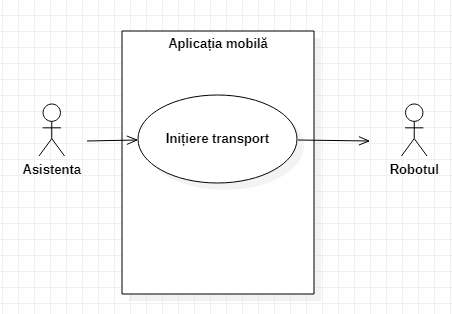 Aplicația mobilă
Inițiere transport
Asistenta
Robotul